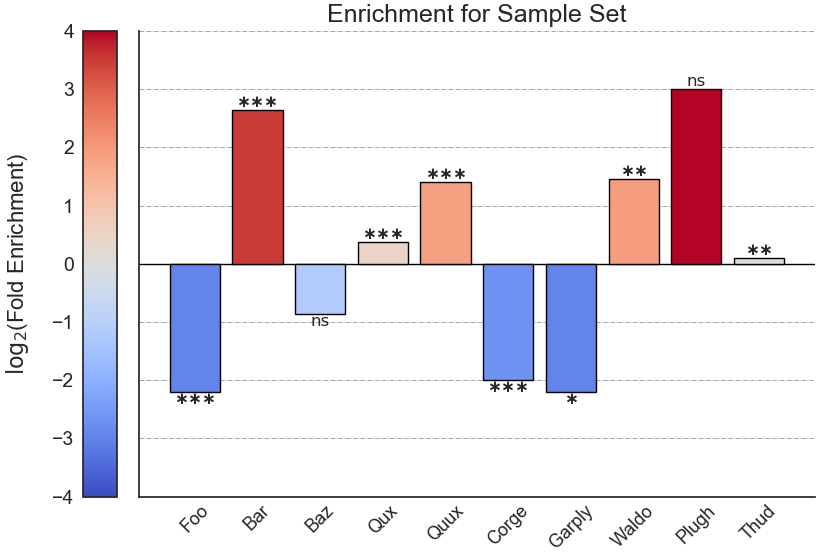 Enrichment for Sample Set
log₂(Fold Enrichment)
4
3
2
1
0
−1
−2
−3
−4
***
***
ns
***
***
***
*
**
ns
**
Foo
Bar
Baz
Qux
Quux
Corge
Garply
Waldo
Plugh
Thud